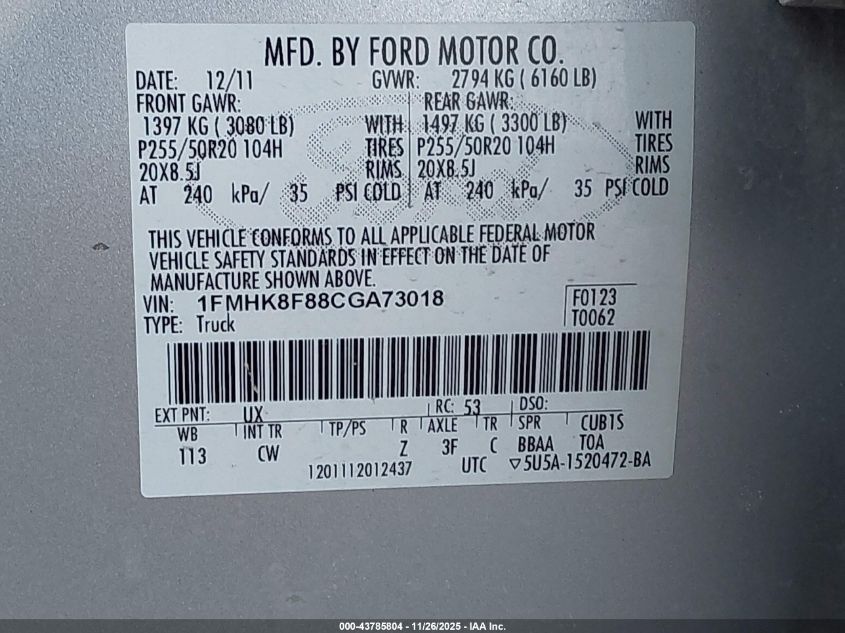 MFD. BY FORD MOTOR CO.
DATE: 12/11 GVWR: 2794 KG ( 6160 LB)
FRONT GAWR: REAR GAWR:
1397 KG ( 3080 LB) WITH 1497 KG ( 3300 LB) WITH
P255/50R20 104H TIRES P255/50R20 104H TIRES
20X8.5J RIMS 20X8.5J RIMS
AT 240 kPa/ 35 PSI COLD AT 240 kPa/ 35 PSI COLD
THIS VEHICLE CONFORMS TO ALL APPLICABLE FEDERAL MOTOR
VEHICLE SAFETY STANDARDS IN EFFECT ON THE DATE OF
MANUFACTURE SHOWN ABOVE.
VIN: 1FMHK8F88CGA73018 F0123
TYPE: Truck T0062
EXT PNT: UX RC: 53 DSO:
WB INT TR TP/PS R AXLE TR SPR CUB1S
113 CW Z 3F C BBAA TOA
1201112012437 UTC ▽5U5A-1520472-BA
000-43785804 - 11/26/2025 - IAA Inc.